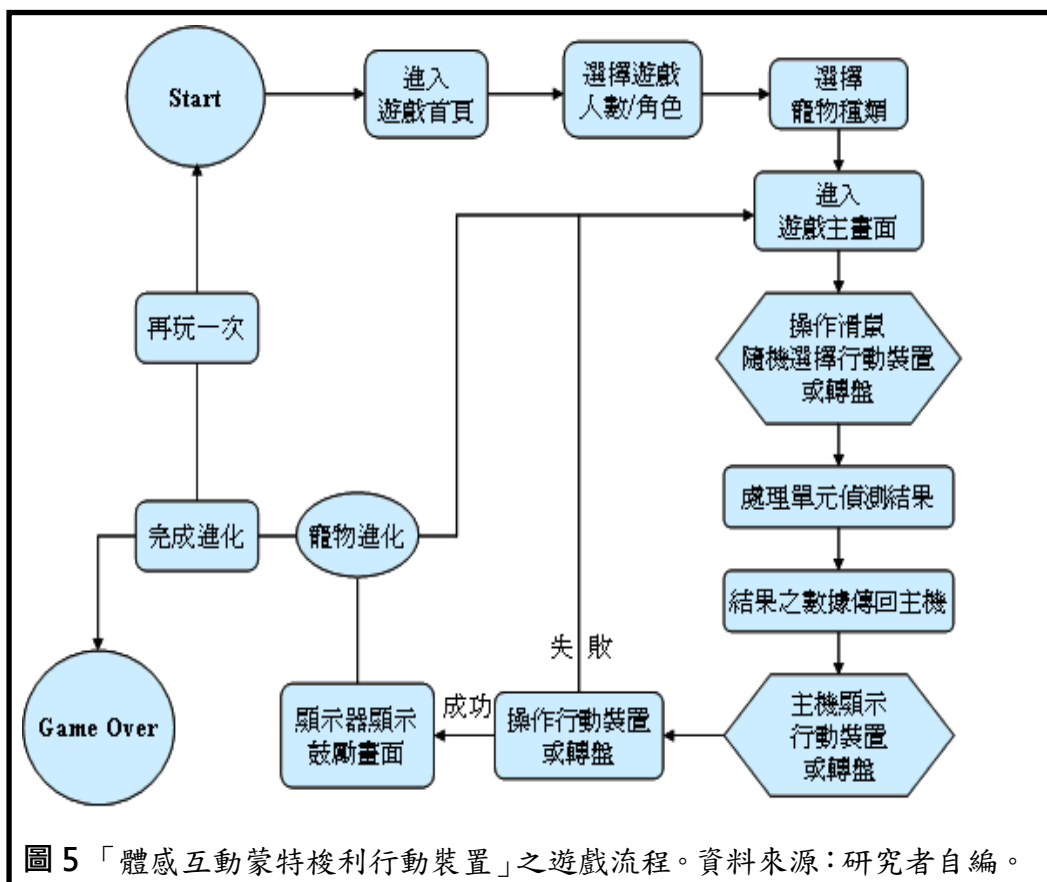 Start
進入
遊戲首頁
選擇遊戲
人數/角色
選擇
寵物種類
進入
遊戲主畫面
操作滑鼠
隨機選擇行動裝置
或轉盤
處理單元偵測結果
結果之數據傳回主機
主機顯示
行動裝置
或轉盤
操作行動裝置
或轉盤
失敗
成功
顯示器顯示
鼓勵畫面
寵物進化
完成進化
再玩一次
Game Over
圖 5 「體感互動蒙特梭利行動裝置」之遊戲流程。資料來源：研究者自編。